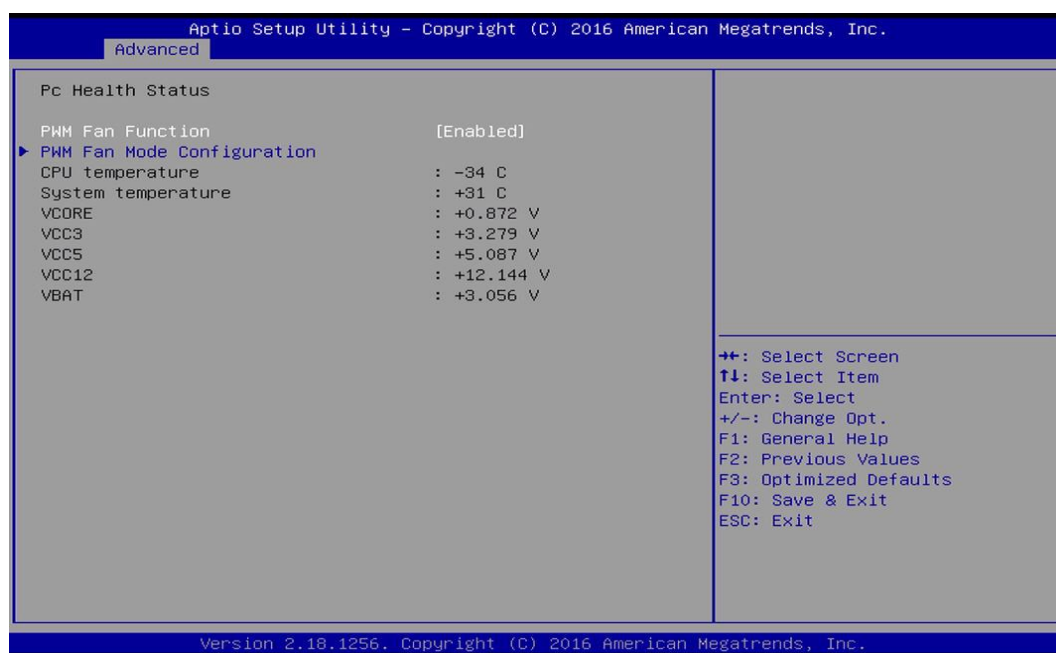 Aptio Setup Utility – Copyright (C) 2016 American Megatrends, Inc.
Advanced
Pc Health Status
PWM Fan Function [Enabled]
▶ PWM Fan Mode Configuration
CPU temperature : -34 C
System temperature : +31 C
VCORE : +0.872 V
VCC3 : +3.279 V
VCC5 : +5.087 V
VCC12 : +12.144 V
VBAT : +3.056 V
→←: Select Screen
↑↓: Select Item
Enter: Select
+/-: Change Opt.
F1: General Help
F2: Previous Values
F3: Optimized Defaults
F10: Save & Exit
ESC: Exit
Version 2.18.1256. Copyright (C) 2016 American Megatrends, Inc.